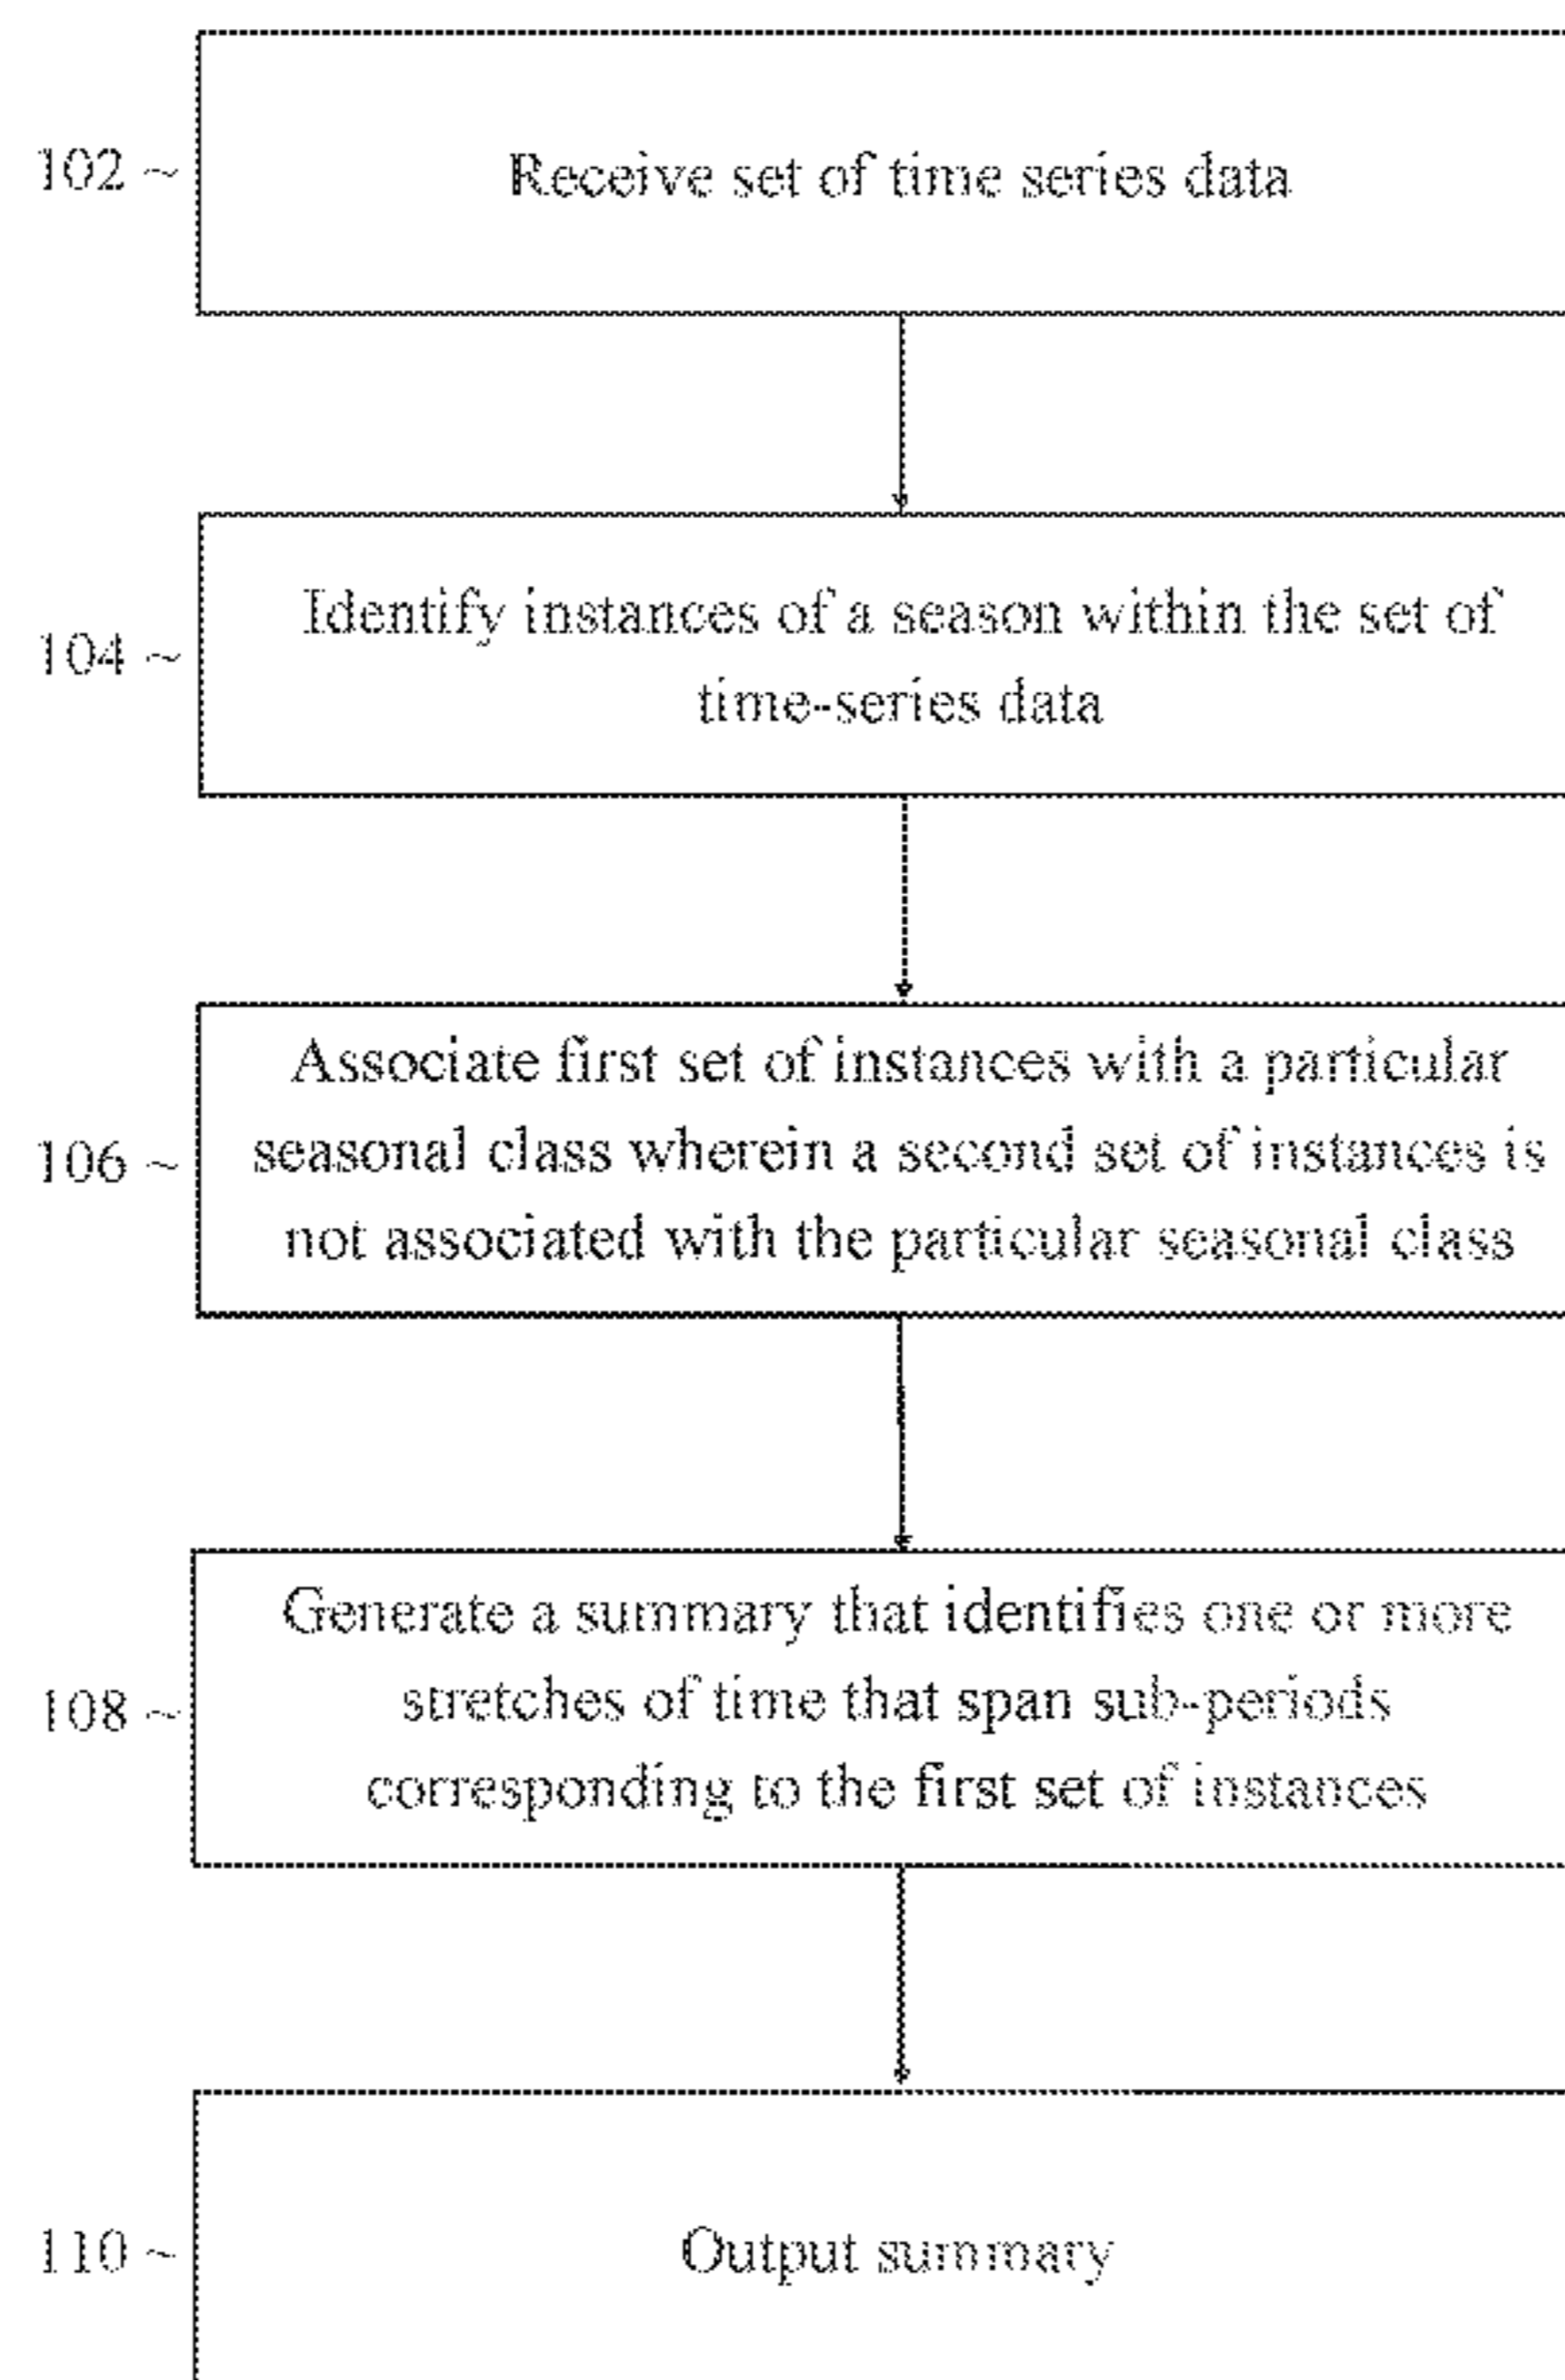 102 ~
Receive set of time series data
104 ~
Identify instances of a season within the set of
time-series data
106 ~
Associate first set of instances with a particular
seasonal class wherein a second set of instances is
not associated with the particular seasonal class
108 ~
Generate a summary that identifies one or more
stretches of time that span sub-periods
corresponding to the first set of instances
110 ~
Output summary